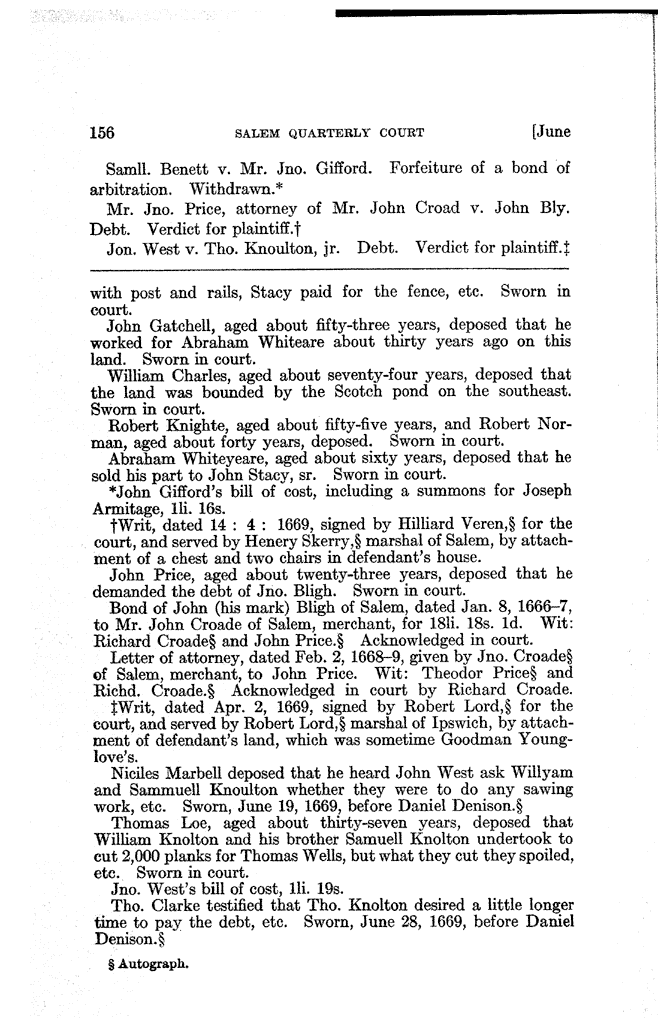 156 SALEM QUARTERLY COURT [June
Samll. Benett v. Mr. Jno. Gifford. Forfeiture of a bond of
arbitration. Withdrawn.*
Mr. Jno. Price, attorney of Mr. John Croad v. John Bly.
Debt. Verdict for plaintiff.†
Jon. West v. Tho. Knoulton, jr. Debt. Verdict for plaintiff.‡
with post and rails, Stacy paid for the fence, etc. Sworn in
court.
John Gatchell, aged about fifty-three years, deposed that he
worked for Abraham Whiteare about thirty years ago on this
land. Sworn in court.
William Charles, aged about seventy-four years, deposed that
the land was bounded by the Scotch pond on the southeast.
Sworn in court.
Robert Knighte, aged about fifty-five years, and Robert Nor-
man, aged about forty years, deposed. Sworn in court.
Abraham Whiteyeare, aged about sixty years, deposed that he
sold his part to John Stacy, sr. Sworn in court.
*John Gifford's bill of cost, including a summons for Joseph
Armitage, 1li. 16s.
†Writ, dated 14 : 4 : 1669, signed by Hilliard Veren,§ for the
court, and served by Henery Skerry,§ marshal of Salem, by attach-
ment of a chest and two chairs in defendant's house.
John Price, aged about twenty-three years, deposed that he
demanded the debt of Jno. Bligh. Sworn in court.
Bond of John (his mark) Bligh of Salem, dated Jan. 8, 1666-7,
to Mr. John Croade of Salem, merchant, for 18li. 18s. 1d. Wit:
Richard Croade§ and John Price.§ Acknowledged in court.
Letter of attorney, dated Feb. 2, 1668-9, given by Jno. Croade§
of Salem, merchant, to John Price. Wit: Theodor Price§ and
Richd. Croade.§ Acknowledged in court by Richard Croade.
‡Writ, dated Apr. 2, 1669, signed by Robert Lord,§ for the
court, and served by Robert Lord,§ marshal of Ipswich, by attach-
ment of defendant's land, which was sometime Goodman Young-
love's.
Niciles Marbell deposed that he heard John West ask Willyam
and Sammuell Knoulton whether they were to do any sawing
work, etc. Sworn, June 19, 1669, before Daniel Denison.§
Thomas Loe, aged about thirty-seven years, deposed that
William Knolton and his brother Samuell Knolton undertook to
cut 2,000 planks for Thomas Wells, but what they cut they spoiled,
etc. Sworn in court.
Jno. West's bill of cost, 1li. 19s.
Tho. Clarke testified that Tho. Knolton desired a little longer
time to pay the debt, etc. Sworn, June 28, 1669, before Daniel
Denison.§
§ Autograph.